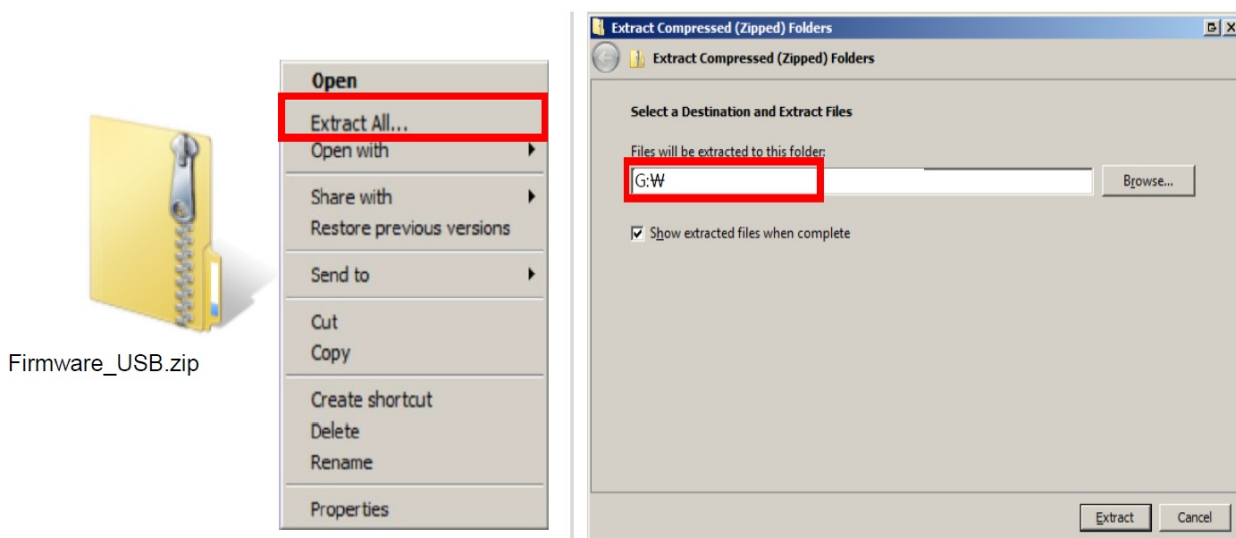 Firmware_USB.zip
Open
Extract All...
Open with
Share with
Restore previous versions
Send to
Cut
Copy
Create shortcut
Delete
Rename
Properties
Extract Compressed (Zipped) Folders
Extract Compressed (Zipped) Folders
Select a Destination and Extract Files
Files will be extracted to this folder:
G:₩
Browse...
Show extracted files when complete
Extract
Cancel